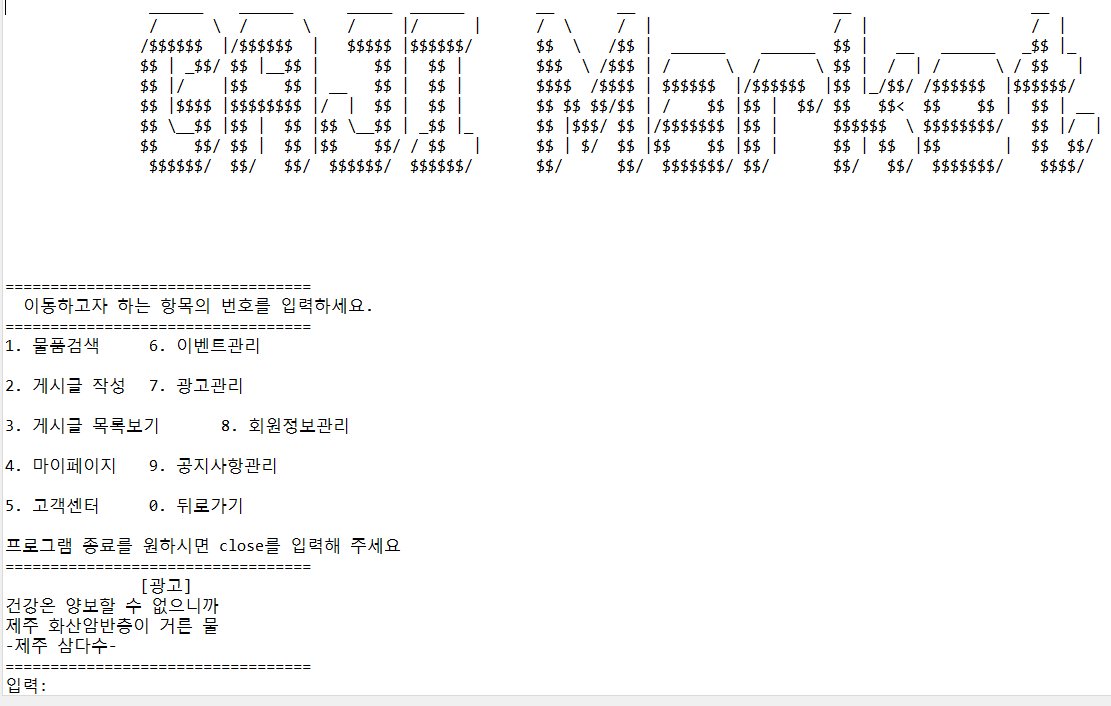 GAJI Market
=================================
이동하고자 하는 항목의 번호를 입력하세요.
=================================
1. 물품검색 6. 이벤트관리
2. 게시글 작성 7. 광고관리
3. 게시글 목록보기 8. 회원정보관리
4. 마이페이지 9. 공지사항관리
5. 고객센터 0. 뒤로가기
프로그램 종료를 원하시면 close를 입력해 주세요
=================================
[광고]
건강은 양보할 수 없으니까
제주 화산암반층이 거른 물
-제주 삼다수-
=================================
입력: